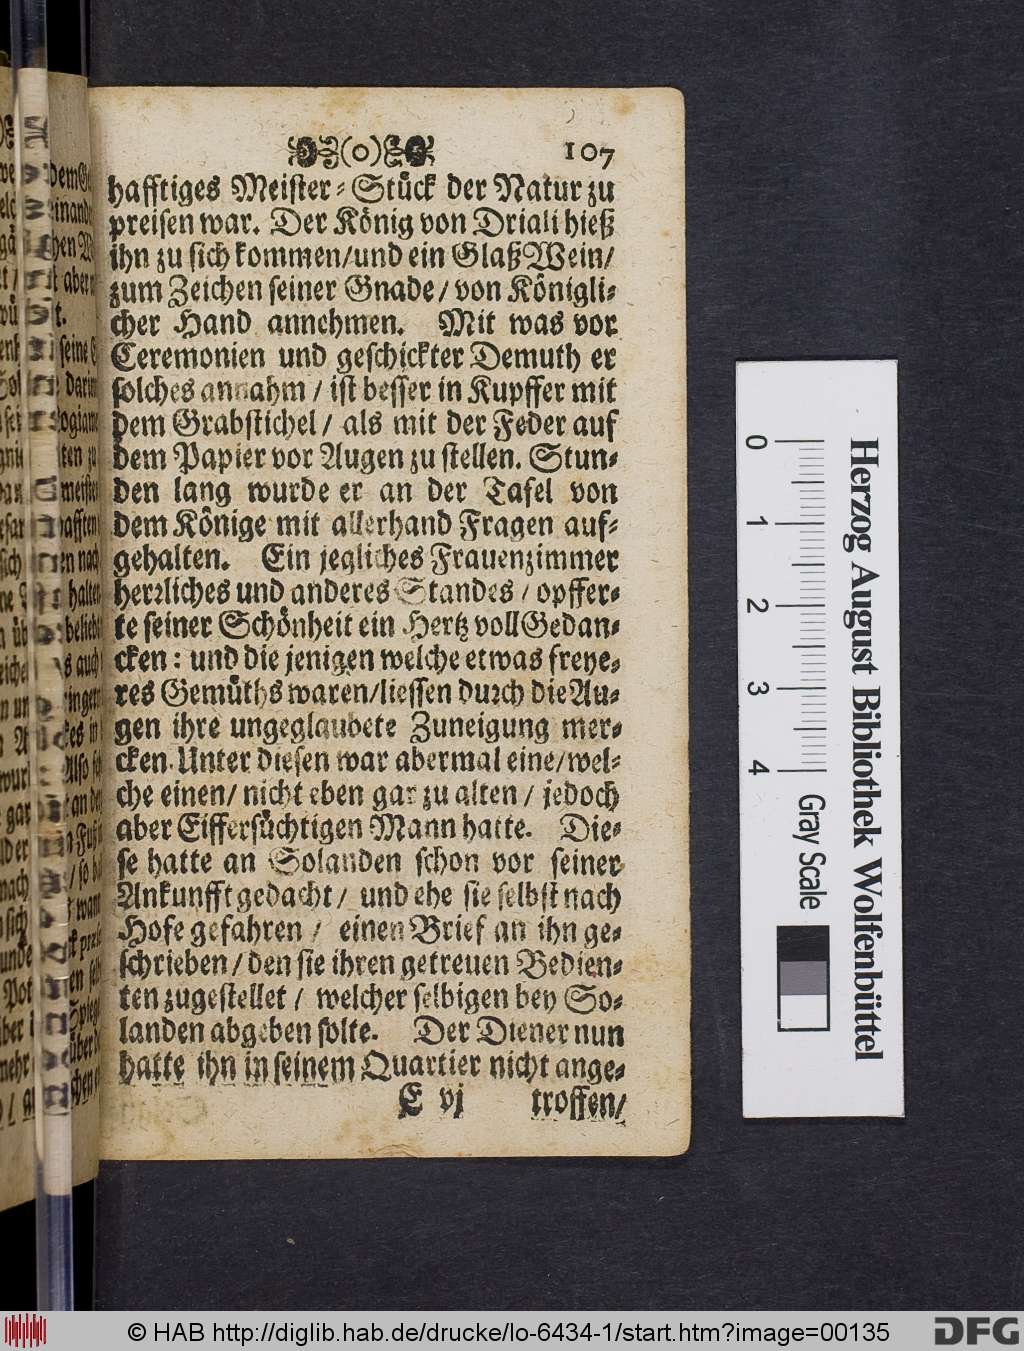 (o) 107
hafftiges Meister-Stück der Natur zu
preisen war. Der König von Driali hieß
ihn zu sich kommen/und ein Glaß Wein/
zum Zeichen seiner Gnade/von Königli-
cher Hand annehmen. Mit was vor
Ceremonien und geschickter Demuth er
solches annahm/ist besser in Kupffer mit
dem Grabstichel/als mit der Feder auf
dem Papier vor Augen zu stellen. Stun-
den lang wurde er an der Tafel von
dem Könige mit allerhand Fragen auf-
gehalten. Ein jegliches Frauenzimmer
herrliches und anderes Standes/opffer-
te seiner Schönheit ein Hertz voll Gedan-
cken: und die jenigen welche etwas freye-
res Gemüths waren/liessen durch die Au-
gen ihre ungeglaubete Zuneigung mer-
cken. Unter diesen war abermal eine/wel-
che einen/nicht eben gar zu alten/jedoch
aber Eiffersüchtigen Mann hatte. Die-
se hatte an Solanden schon vor seiner
Ankunfft gedacht/und ehe sie selbst nach
Hofe gefahren/einen Brief an ihn ge-
schrieben/den sie ihren getreuen Bedien-
ten zugestellet/welcher selbigen bey So-
landen abgeben solte. Der Diener nun
hatte ihn in seinem Quartier nicht ange-
E vj troffen/
Herzog August Bibliothek Wolfenbüttel
0 1 2 3 4 Gray Scale
© HAB http://diglib.hab.de/drucke/lo-6434-1/start.htm?image=00135
DFG